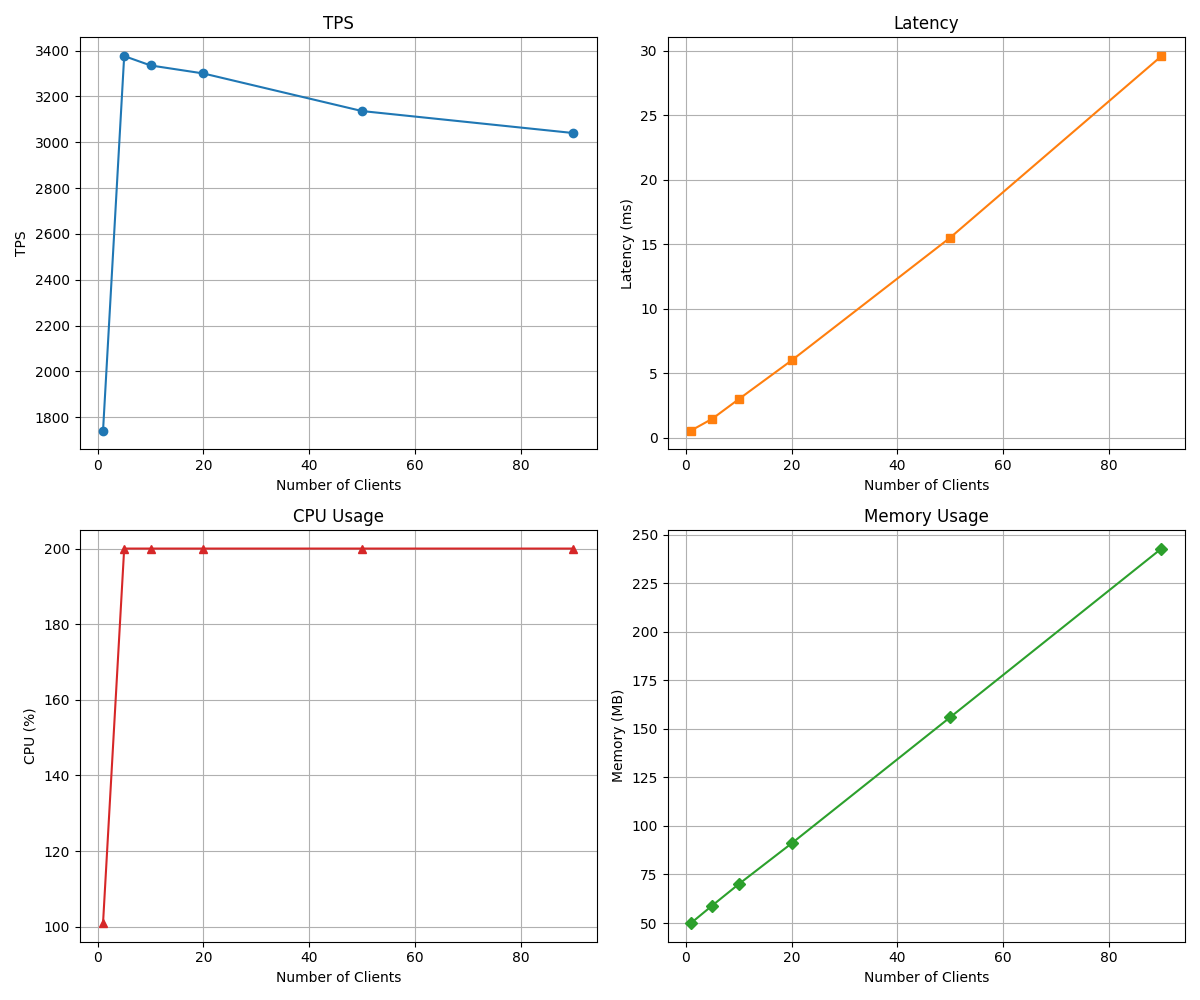 TPS
3400
3200
3000
2800
2600
2400
2200
2000
1800
TPS
0 20 40 60 80
Number of Clients
Latency
30
25
20
15
10
5
0
Latency (ms)
0 20 40 60 80
Number of Clients
CPU Usage
200
180
160
140
120
100
CPU (%)
0 20 40 60 80
Number of Clients
Memory Usage
250
225
200
175
150
125
100
75
50
Memory (MB)
0 20 40 60 80
Number of Clients